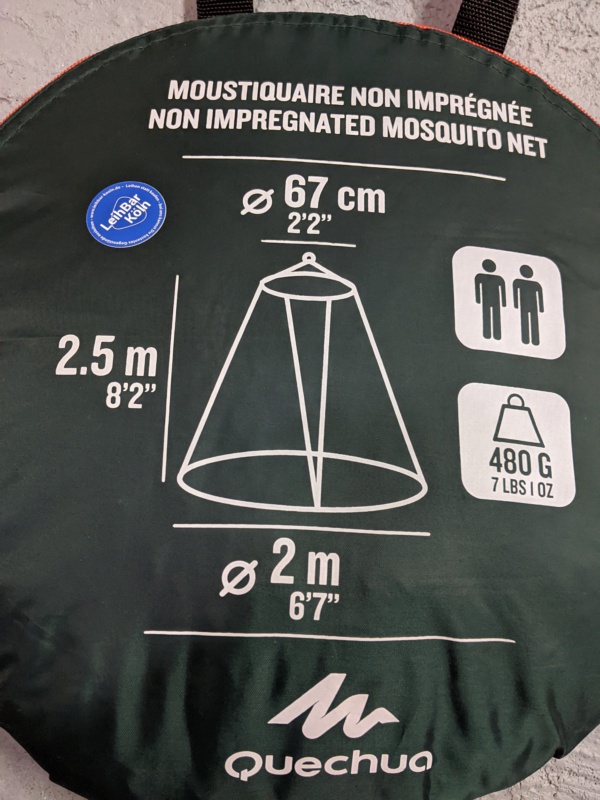 MOUSTIQUAIRE NON IMPRÉGNÉE
NON IMPREGNATED MOSQUITO NET
ø 67 cm
2'2”
LeihBar
Köln
2.5 m
8'2”
480 G
7 LBS 1 OZ
ø 2 m
6'7”
Quechua